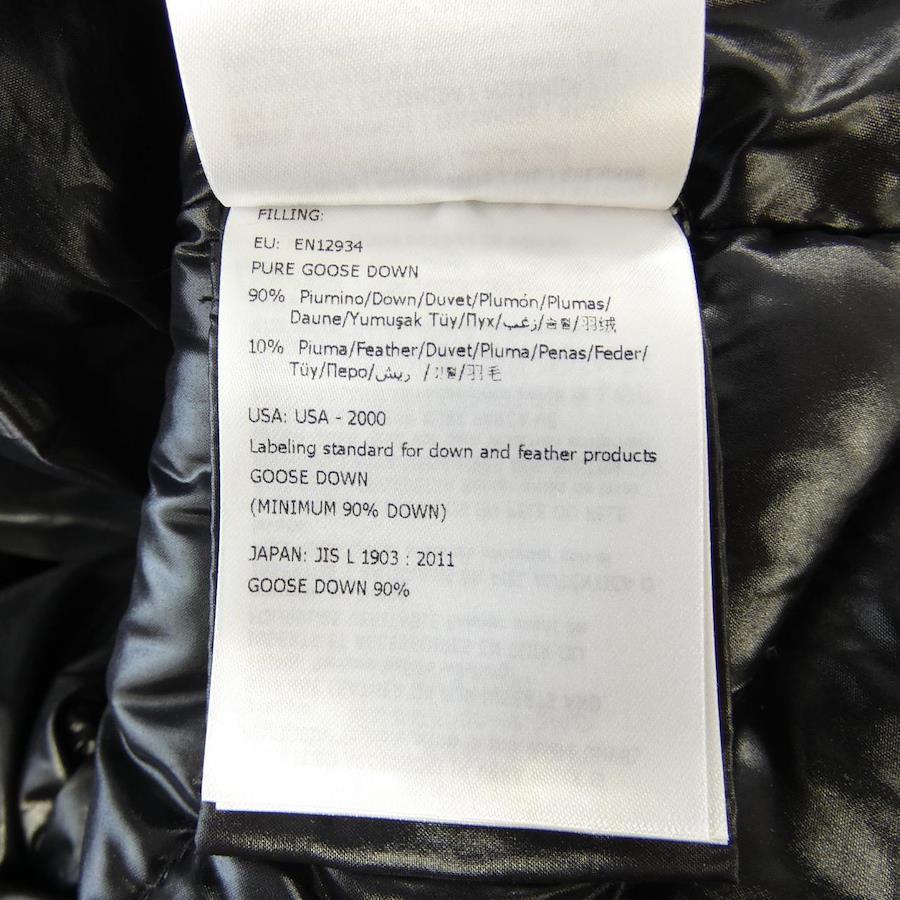 FILLING:
EU: EN12934
PURE GOOSE DOWN
90% Piumino/Down/Duvet/Plumón/Plumas/
Daune/Yumuşak Tüy/Пух/زغب/솜털/羽绒
10% Piuma/Feather/Duvet/Pluma/Penas/Feder/
Tüy/Перо/ريش/羽毛
USA: USA - 2000
Labeling standard for down and feather products
GOOSE DOWN
(MINIMUM 90% DOWN)
JAPAN: JIS L 1903 : 2011
GOOSE DOWN 90%